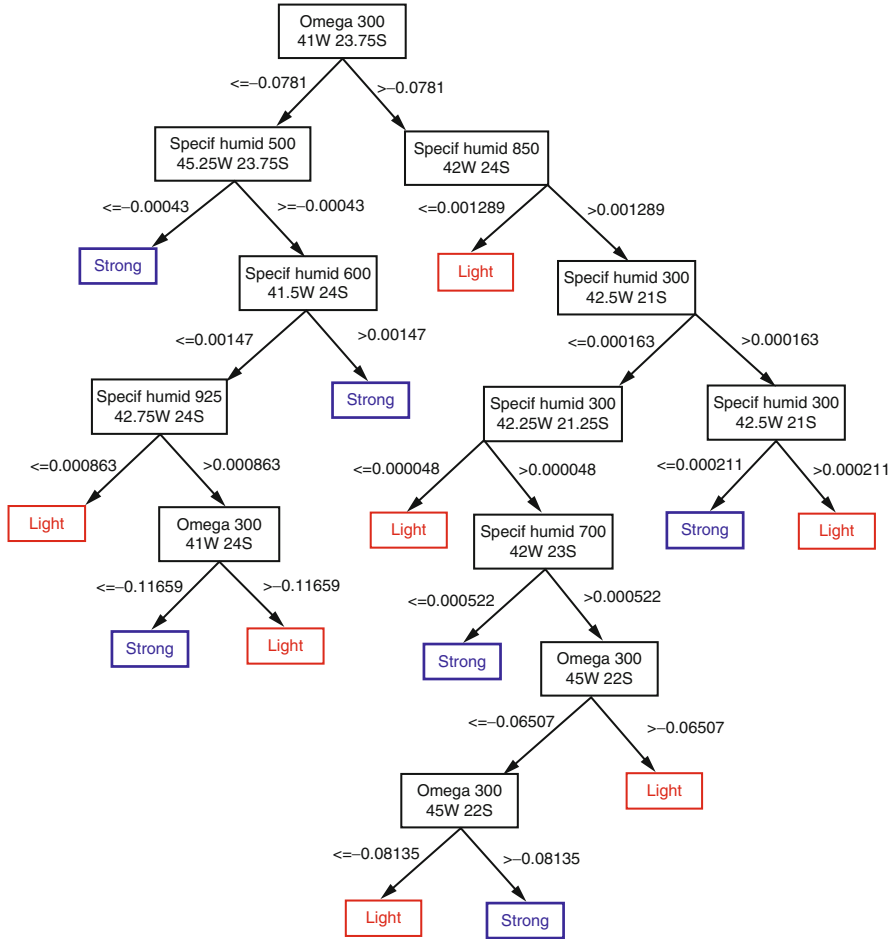 Omega 300
41W 23.75S
<=−0.0781
>−0.0781
Specif humid 500
45.25W 23.75S
Specif humid 850
42W 24S
<=−0.00043
>=−0.00043
<=0.001289
>0.001289
Strong
Specif humid 600
41.5W 24S
Light
Specif humid 300
42.5W 21S
<=0.00147
>0.00147
<=0.000163
>0.000163
Specif humid 925
42.75W 24S
Strong
Specif humid 300
42.25W 21.25S
Specif humid 300
42.5W 21S
<=0.000863
>0.000863
<=0.000048
>0.000048
<=0.000211
>0.000211
Light
Omega 300
41W 24S
Light
Specif humid 700
42W 23S
Strong
Light
<=−0.11659
>−0.11659
<=0.000522
>0.000522
Strong
Light
Strong
Omega 300
45W 22S
<=−0.06507
>−0.06507
Omega 300
45W 22S
Light
<=−0.08135
>−0.08135
Light
Strong